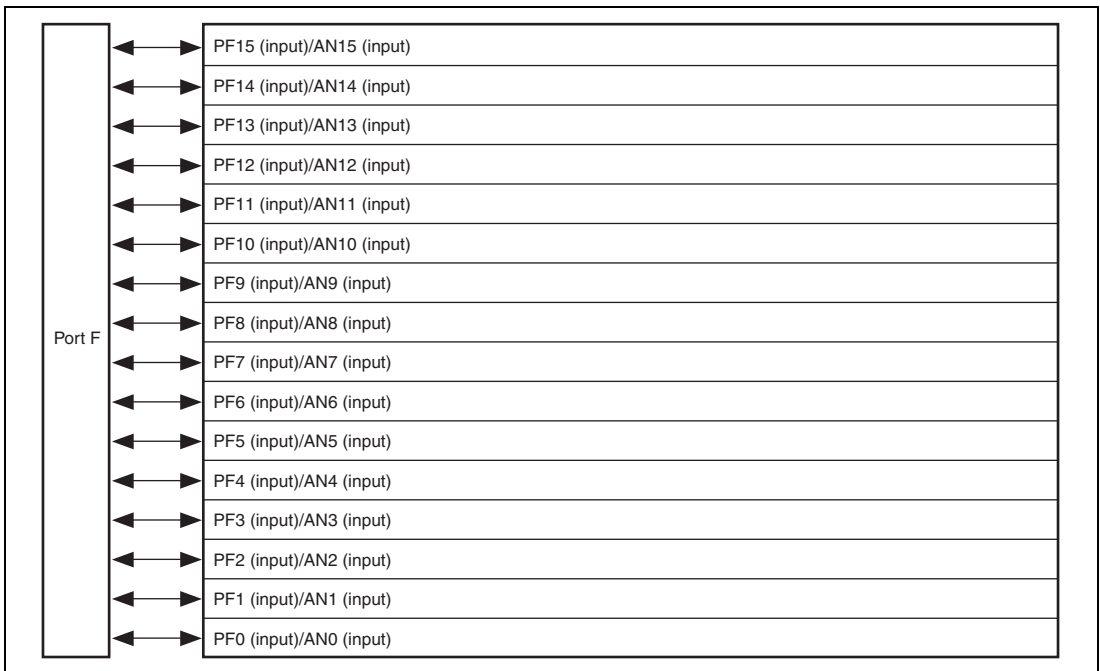 PF15 (input)/AN15 (input)
PF14 (input)/AN14 (input)
PF13 (input)/AN13 (input)
PF12 (input)/AN12 (input)
PF11 (input)/AN11 (input)
PF10 (input)/AN10 (input)
PF9 (input)/AN9 (input)
PF8 (input)/AN8 (input)
Port F
PF7 (input)/AN7 (input)
PF6 (input)/AN6 (input)
PF5 (input)/AN5 (input)
PF4 (input)/AN4 (input)
PF3 (input)/AN3 (input)
PF2 (input)/AN2 (input)
PF1 (input)/AN1 (input)
PF0 (input)/AN0 (input)